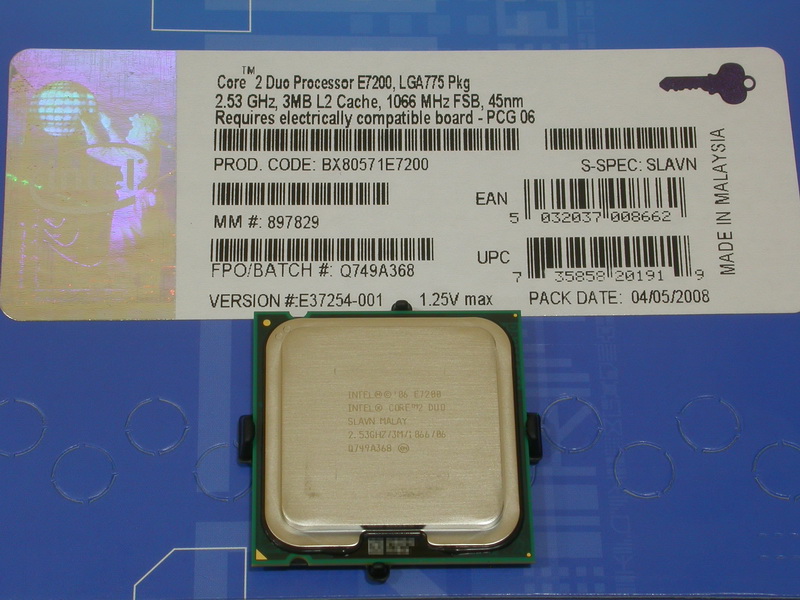 Core™ 2 Duo Processor E7200, LGA775 Pkg
2.53 GHz, 3MB L2 Cache, 1066 MHz FSB, 45nm
Requires electrically compatible board - PCG 06
PROD. CODE: BX80571E7200
S-SPEC: SLAVN
MM #: 897829
EAN
5 032037 008662
FPO/BATCH #: Q749A368
UPC
7 35858 20191 9
VERSION #:E37254-001
1.25V max
PACK DATE: 04/05/2008
MADE IN MALAYSIA
INTEL® ©'06 E7200
INTEL® CORE™2 DUO
SLAVN MALAY
2.53GHZ/3M/1066/06
Q749A368